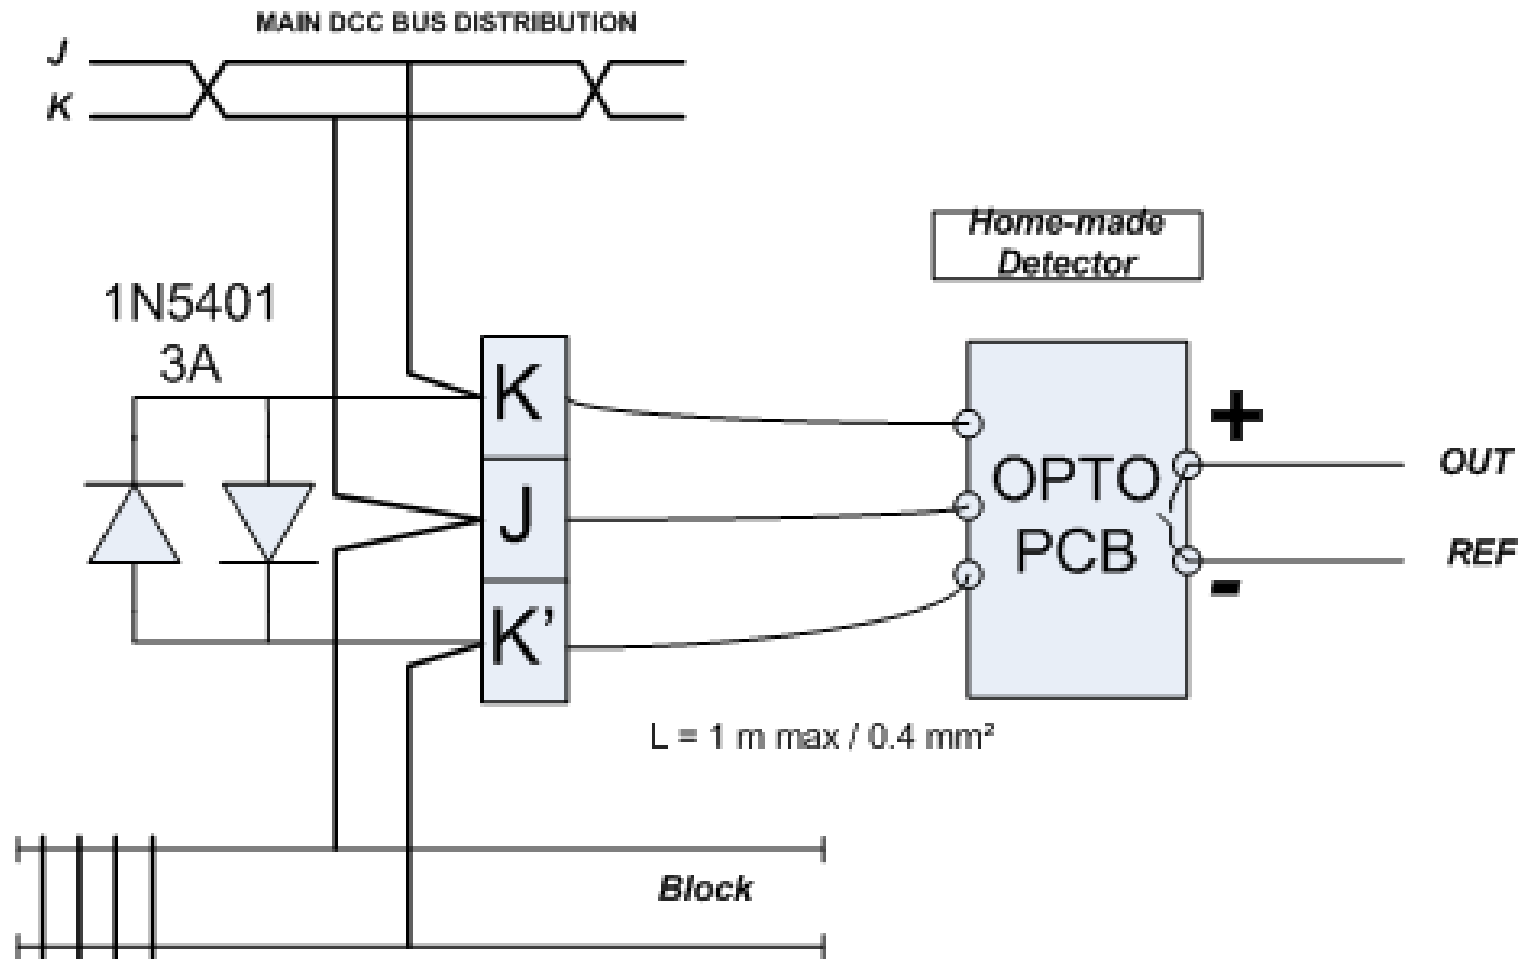 MAIN DCC BUS DISTRIBUTION
J
K
Home-made
Detector
1N5401
3A
K
J
K’
OPTO
PCB
+
-
OUT
REF
L = 1 m max / 0.4 mm²
Block